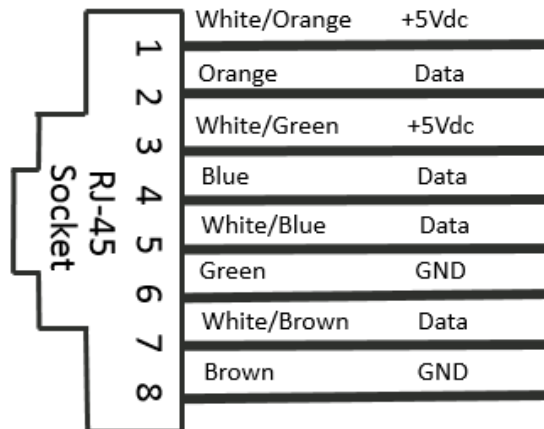 White/Orange +5Vdc
1
Orange Data
2
White/Green +5Vdc
3
Blue Data
4
White/Blue Data
5
Green GND
6
White/Brown Data
7
Brown GND
8
RJ-45
Socket